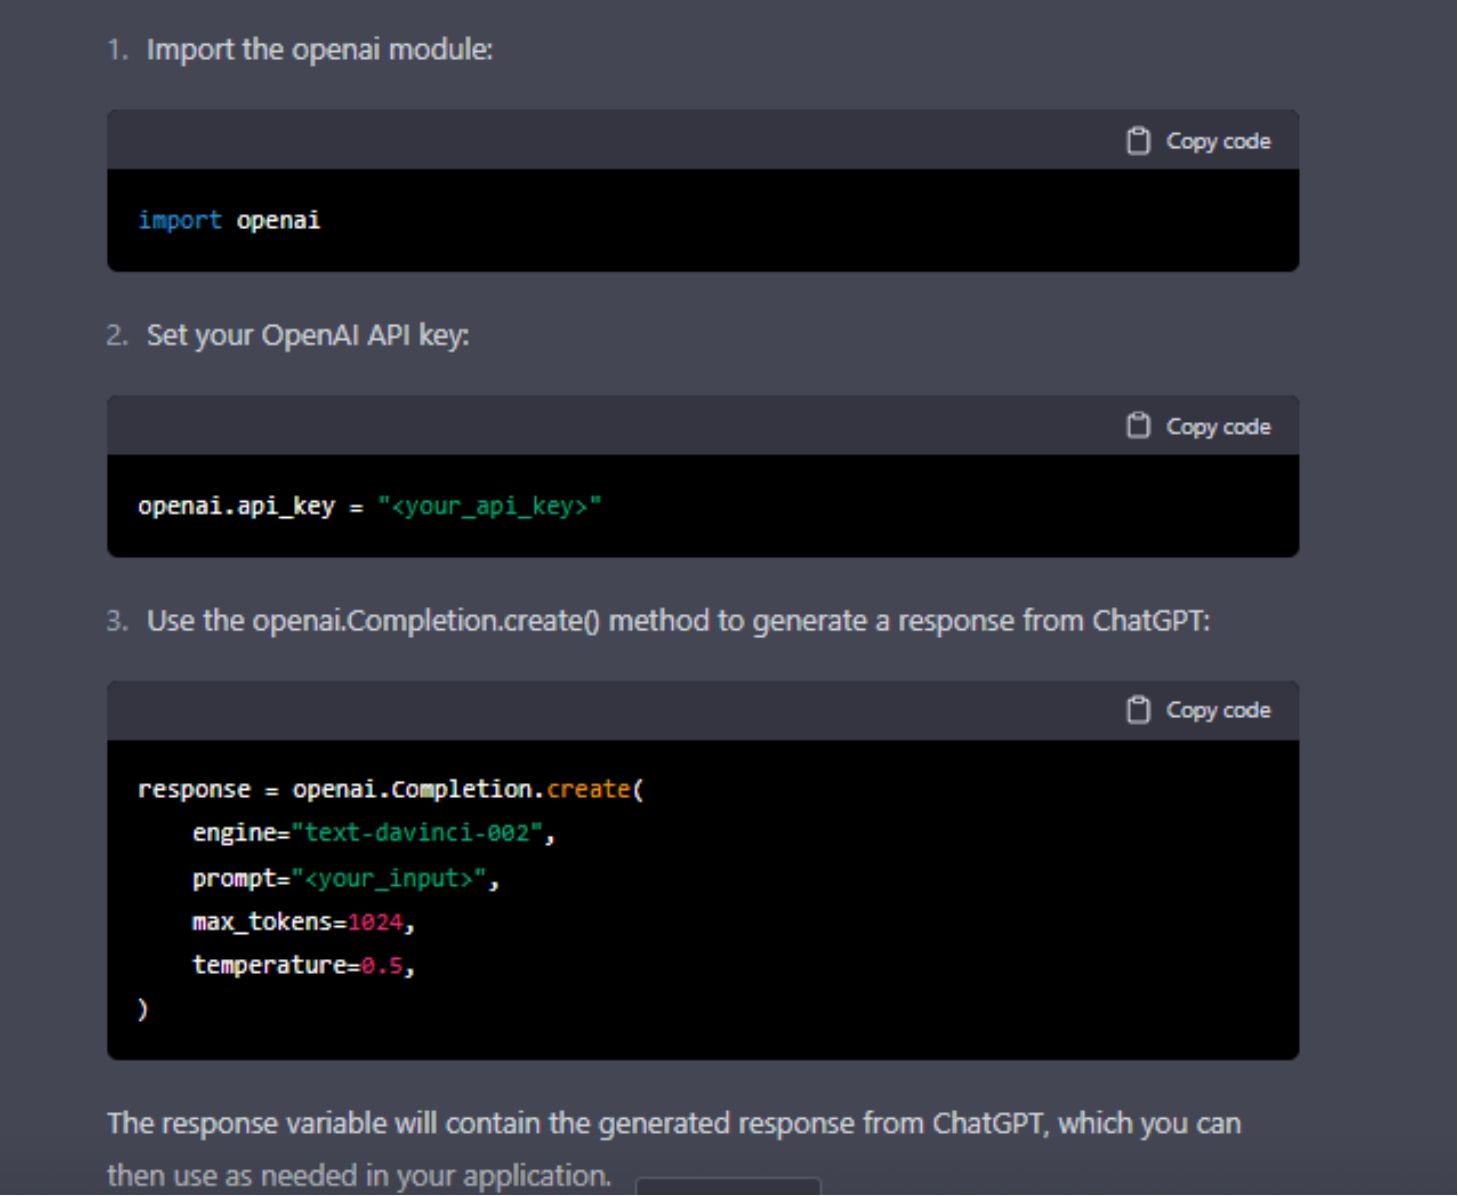 1. Import the openai module:
Copy code
import openai
2. Set your OpenAI API key:
Copy code
openai.api_key = "<your_api_key>"
3. Use the openai.Completion.create() method to generate a response from ChatGPT:
Copy code
response = openai.Completion.create(
    engine="text-davinci-002",
    prompt="<your_input>",
    max_tokens=1024,
    temperature=0.5,
)
The response variable will contain the generated response from ChatGPT, which you can
then use as needed in your application.